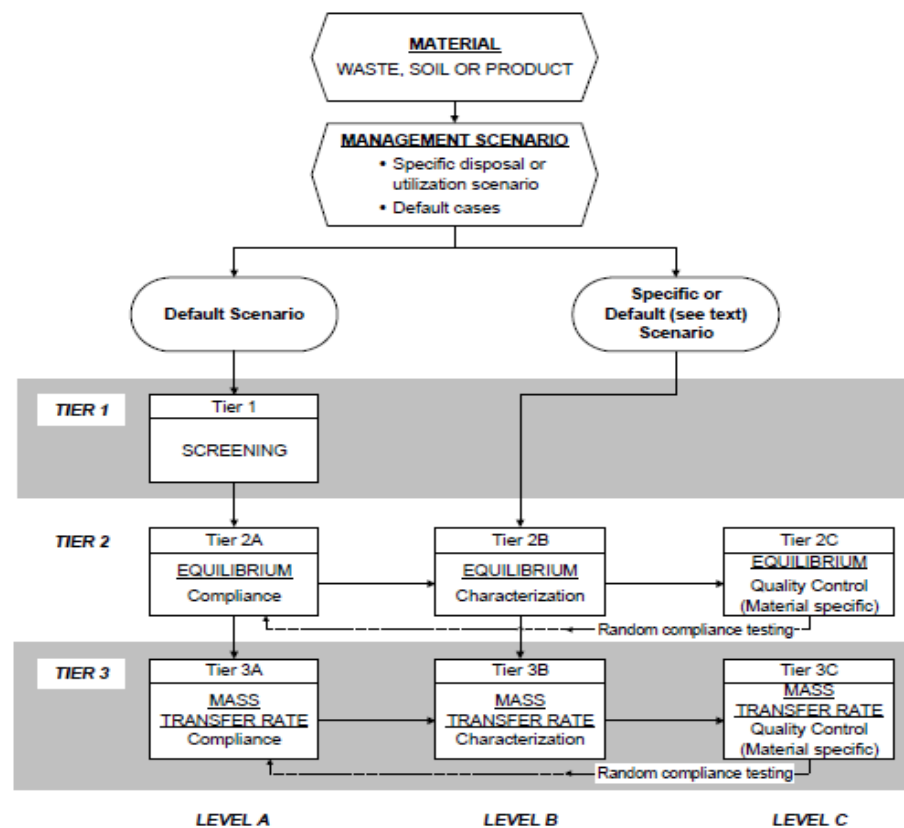 MATERIAL
WASTE, SOIL OR PRODUCT
MANAGEMENT SCENARIO
• Specific disposal or
utilization scenario
• Default cases
Default Scenario
Specific or
Default (see text)
Scenario
TIER 1
Tier 1
SCREENING
TIER 2
Tier 2A
EQUILIBRIUM
Compliance
Tier 2B
EQUILIBRIUM
Characterization
Tier 2C
EQUILIBRIUM
Quality Control
(Material specific)
Random compliance testing
TIER 3
Tier 3A
MASS
TRANSFER RATE
Compliance
Tier 3B
MASS
TRANSFER RATE
Characterization
Tier 3C
MASS
TRANSFER RATE
Quality Control
(Material specific)
Random compliance testing
LEVEL A
LEVEL B
LEVEL C